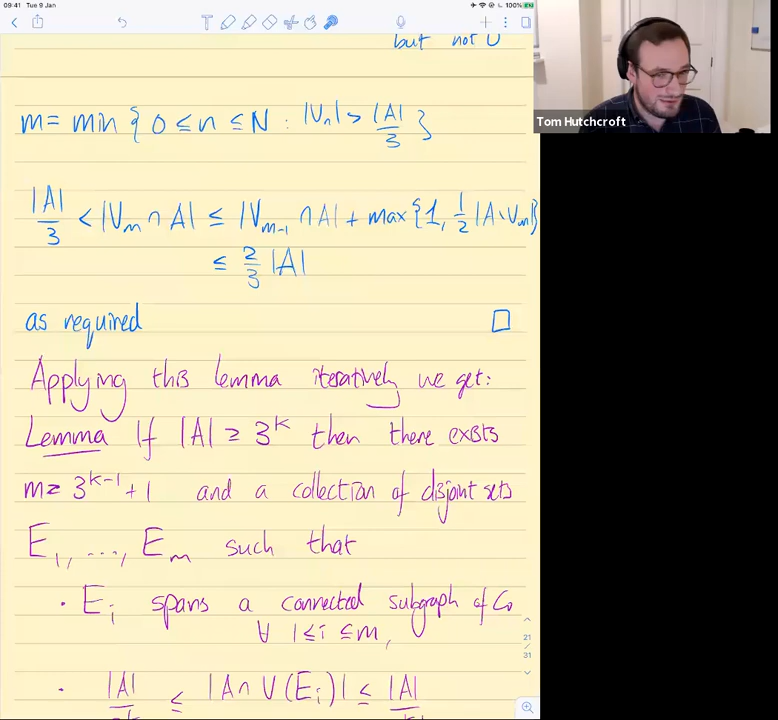 09:41 Tue 9 Jan
100%
but not U
m = min { 0 ≤ n ≤ N : |V_n| > |A|/3 }
|A|/3 < |V_m ∩ A| ≤ |V_{m-1} ∩ A| + max{1, 1/2 |A \ V_m|}
≤ 2/3 |A|
as required □
Applying this lemma iteratively we get:
Lemma If |A| ≥ 3^k then there exists
m ≥ 3^{k-1} + 1 and a collection of disjoint sets
E_1, ..., E_m such that
· E_i spans a connected subgraph of
∀ 1 ≤ i ≤ m,
· |A| ≤ |A ∩ V(E_i)| ≤ |A|
Tom Hutchcroft
21
31